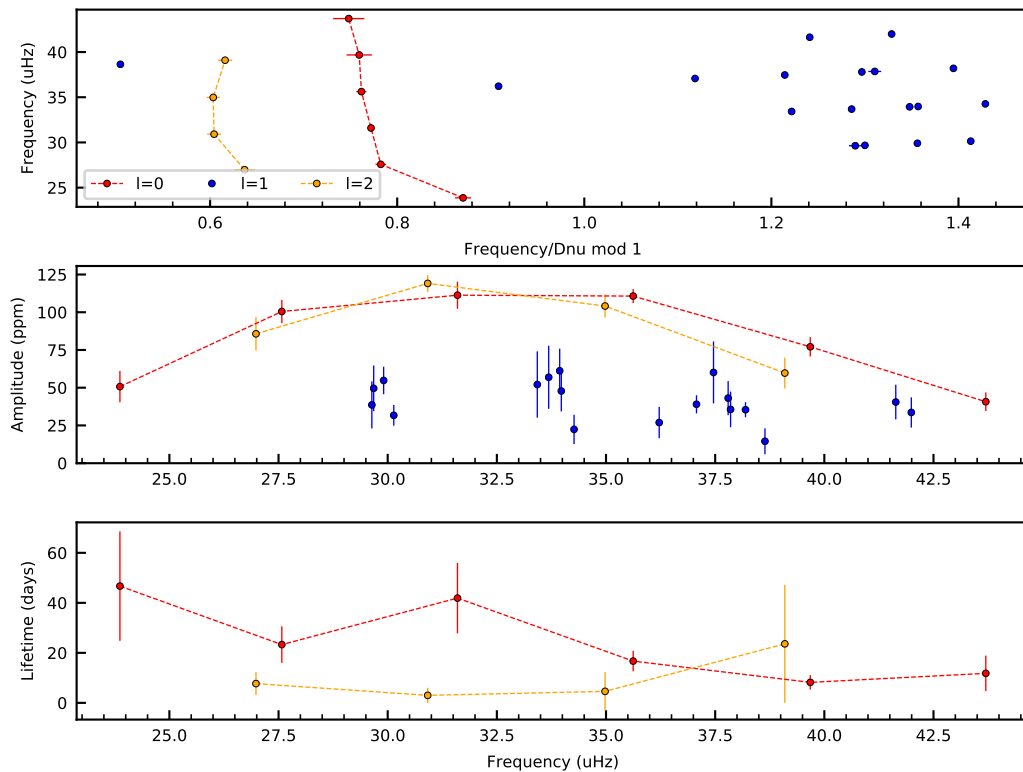 Frequency (uHz)
40
35
30
25
l=0 l=1 l=2
0.6 0.8 1.0 1.2 1.4
Frequency/Dnu mod 1
Amplitude (ppm)
125
100
75
50
25
0
25.0 27.5 30.0 32.5 35.0 37.5 40.0 42.5
Lifetime (days)
60
40
20
0
25.0 27.5 30.0 32.5 35.0 37.5 40.0 42.5
Frequency (uHz)